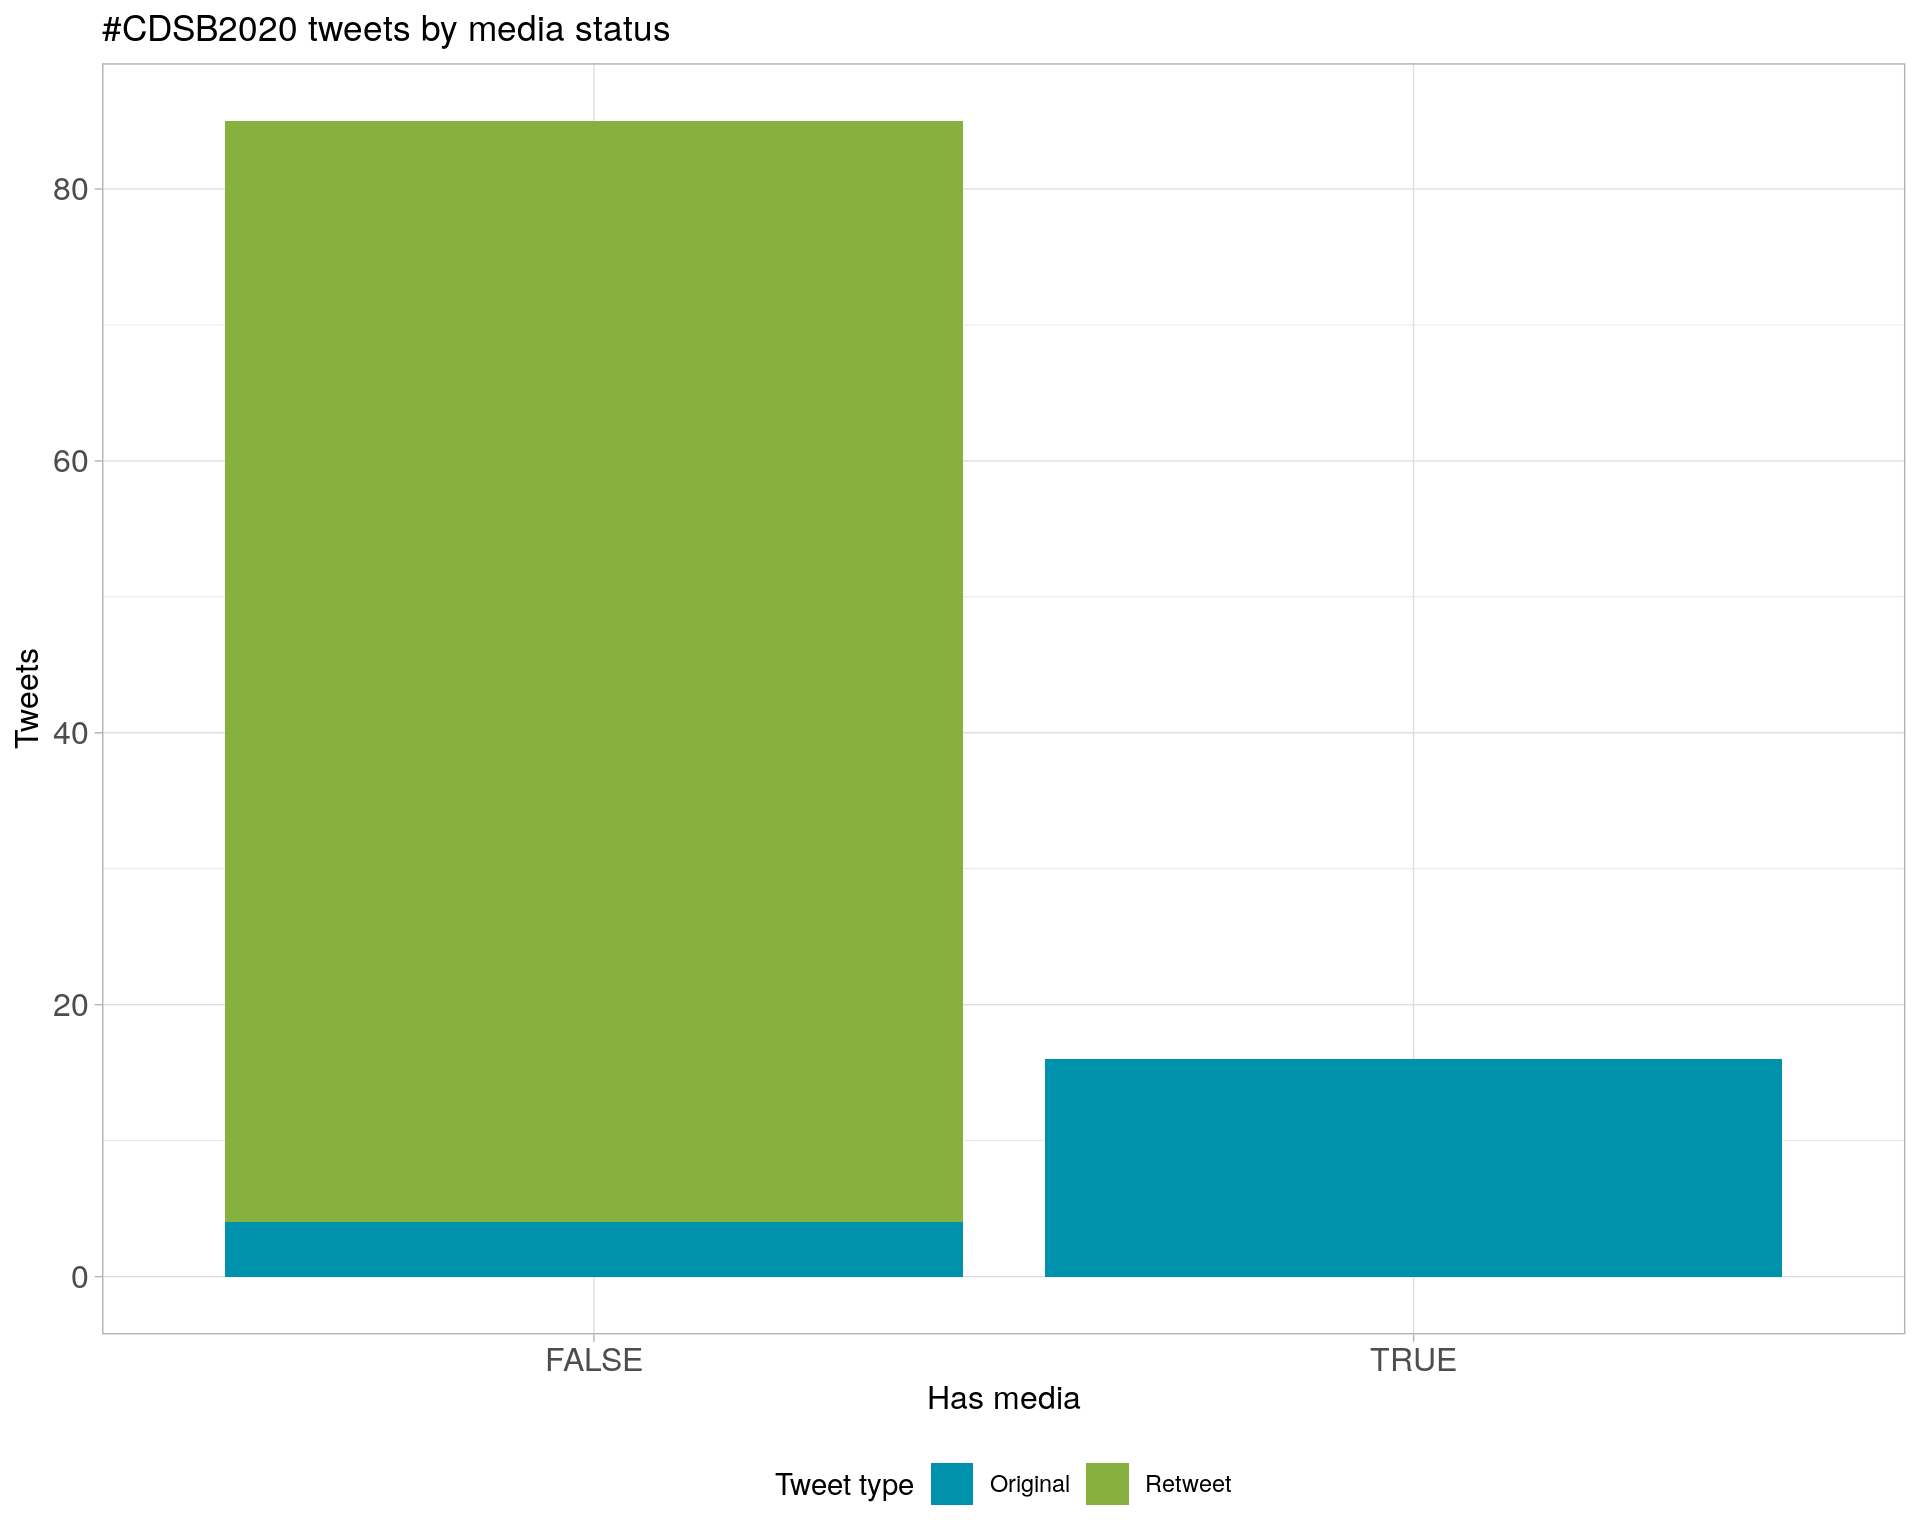 #CDSB2020 tweets by media status
80
60
40
20
0
Tweets
FALSE
TRUE
Has media
Tweet type
Original
Retweet